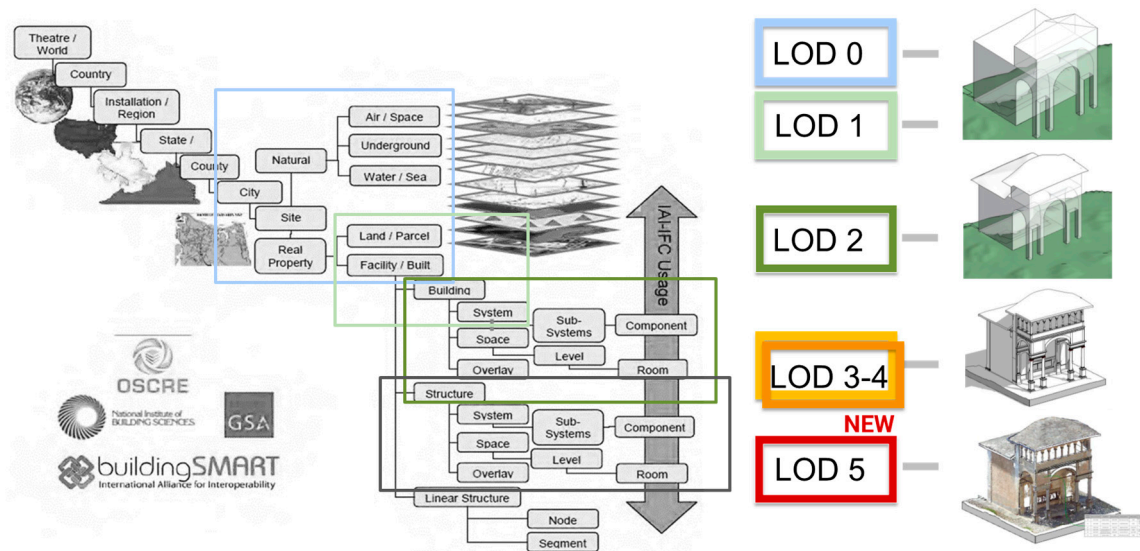 Theatre /
World
Country
Installation /
Region
State /
County
City
Site
Natural
Real
Property
Air / Space
Underground
Water / Sea
Land / Parcel
Facility / Built
Building
System
Space
Overlay
Sub-
Systems
Level
Component
Room
Structure
System
Space
Overlay
Sub-
Systems
Level
Component
Room
Linear Structure
Node
Segment
IAI-IFC Usage
OSCRE
National Institute of
BUILDING SCIENCES
GSA
buildingSMART
International Alliance for Interoperability
LOD 0
LOD 1
LOD 2
LOD 3-4
NEW
LOD 5